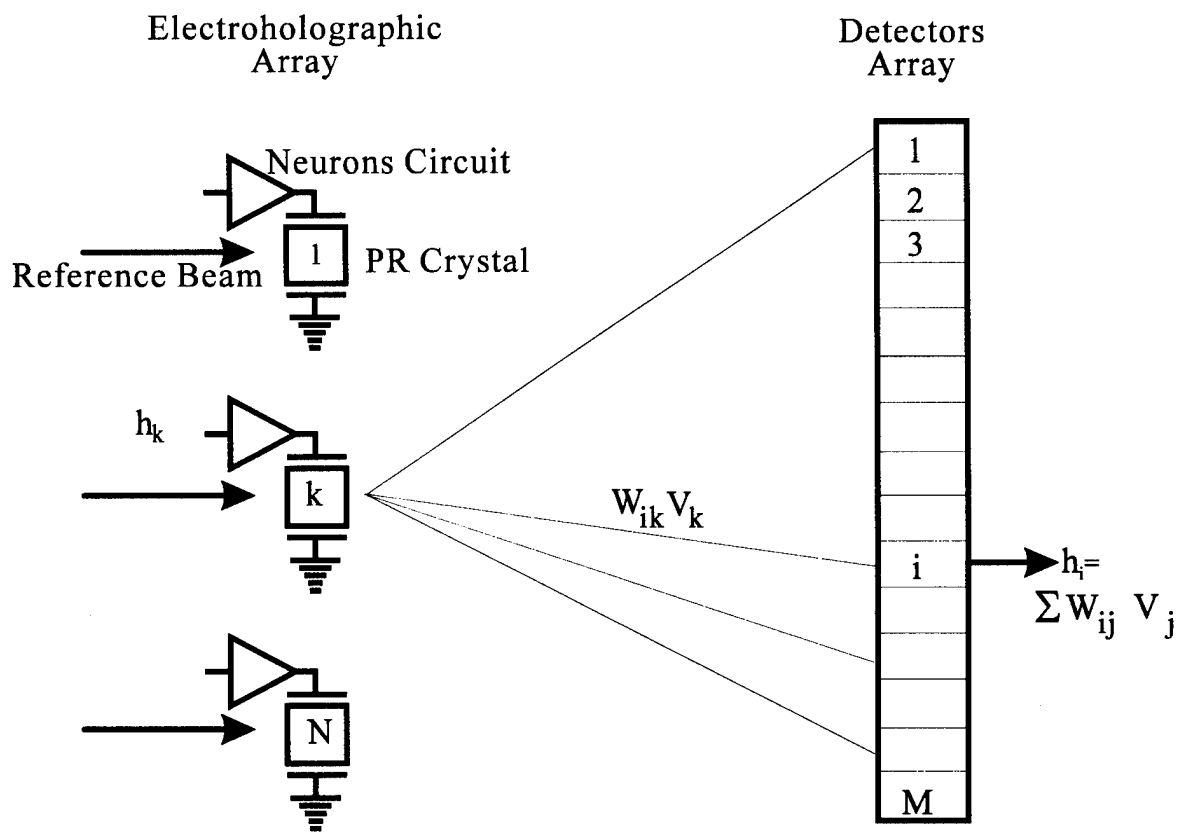 Electroholographic
Array
Detectors
Array
Neurons Circuit
1
PR Crystal
Reference Beam
h_k
k
W_ik V_k
N
1
2
3
i
M
h_i=
∑ W_ij V_j